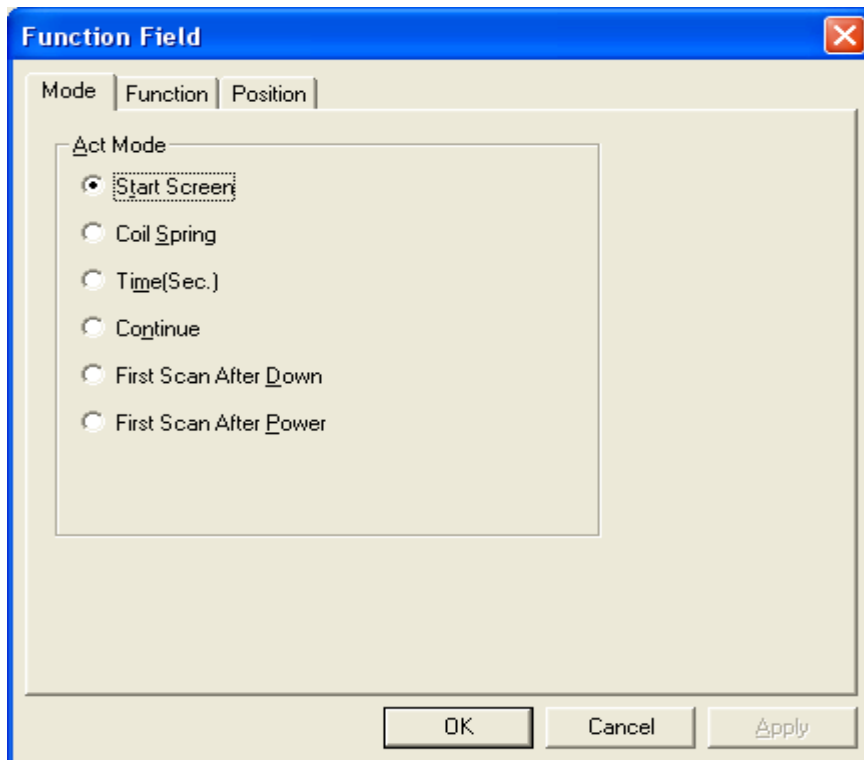 Function Field
Mode Function Position
Act Mode
Start Screen
Coil Spring
Time(Sec.)
Continue
First Scan After Down
First Scan After Power
OK Cancel Apply